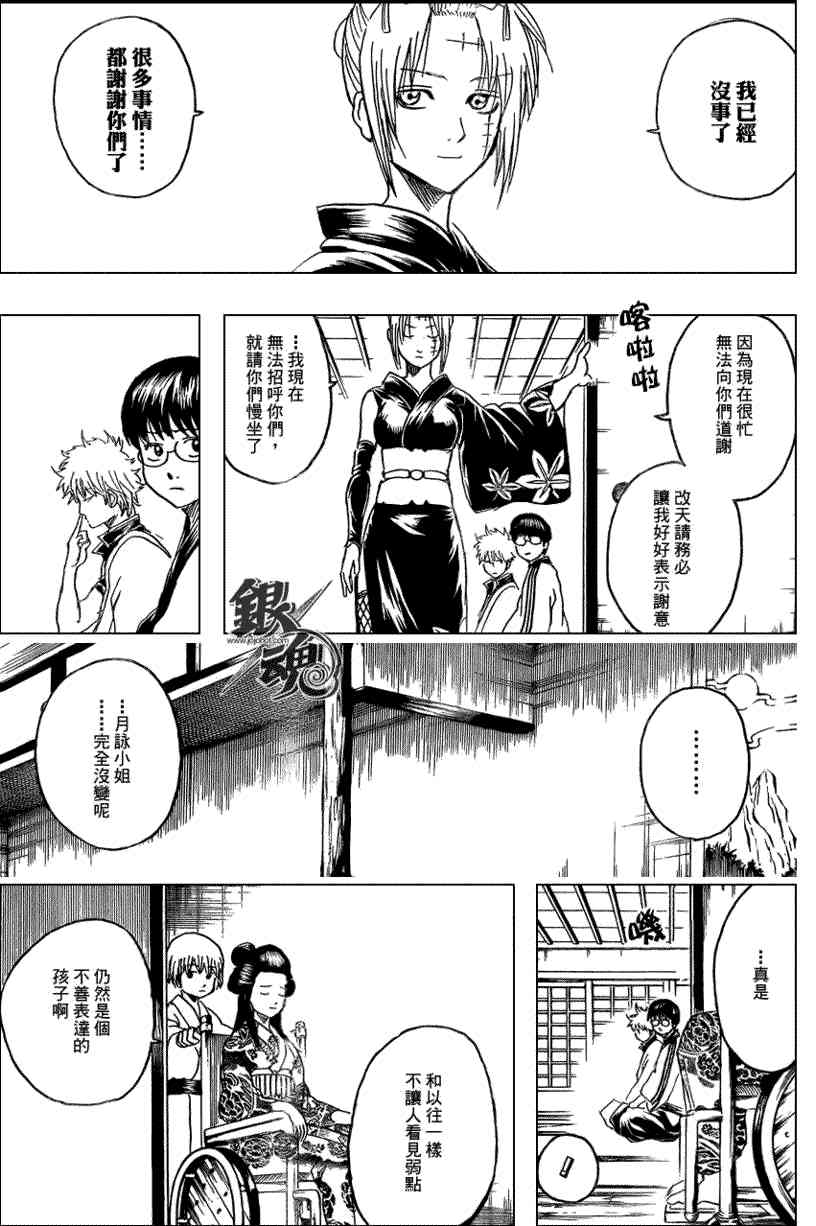 我已經
沒事了
很多事情……
都謝謝你們了
喀啦啦
因為現在很忙
無法向你們道謝
改天請務必
讓我好好表示謝意
…我現在
無法招呼你們，
就請你們慢坐了
銀魂
www.jojohot.com
………
…月詠小姐
……完全沒變呢
…真是
嘰
！
和以往一樣
不讓人看見弱點
仍然是個
不善表達的
孩子啊